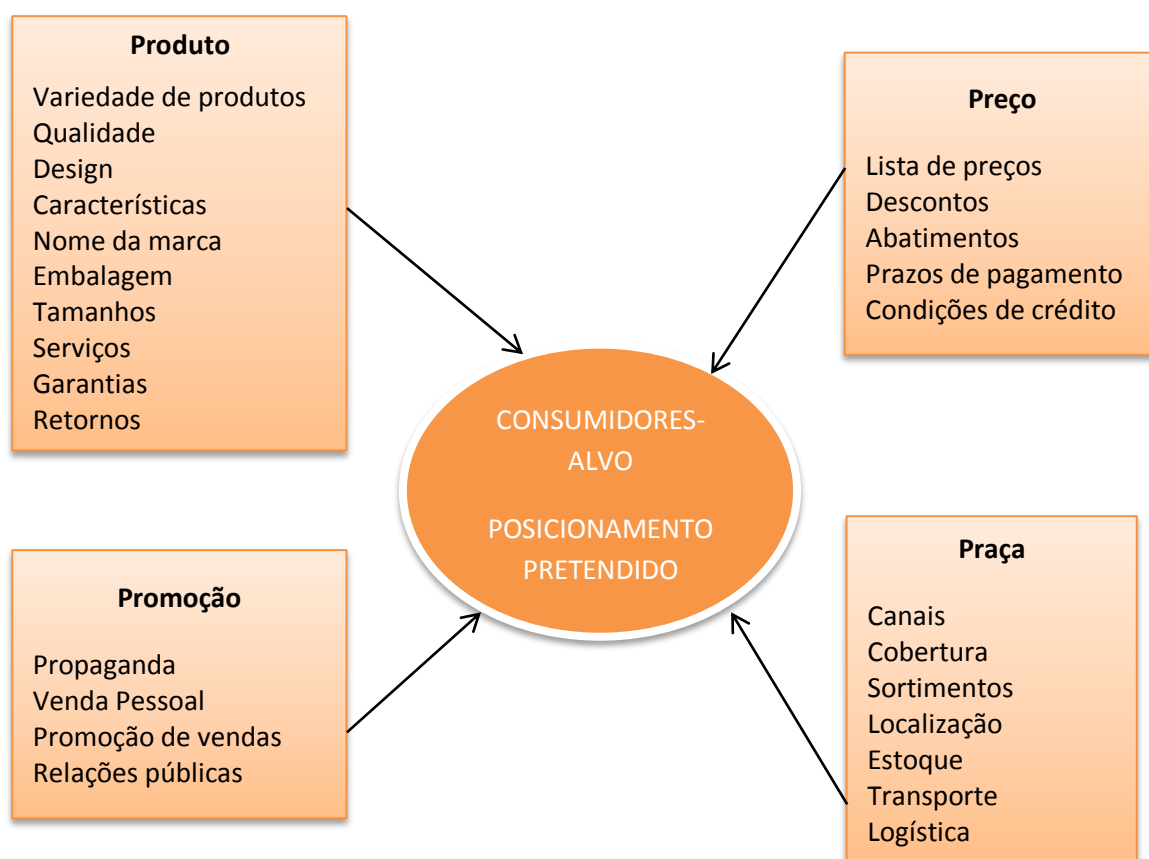 Produto
Variedade de produtos
Qualidade
Design
Características
Nome da marca
Embalagem
Tamanhos
Serviços
Garantias
Retornos
Preço
Lista de preços
Descontos
Abatimentos
Prazos de pagamento
Condições de crédito
CONSUMIDORES-
ALVO
POSICIONAMENTO
PRETENDIDO
Promoção
Propaganda
Venda Pessoal
Promoção de vendas
Relações públicas
Praça
Canais
Cobertura
Sortimentos
Localização
Estoque
Transporte
Logística